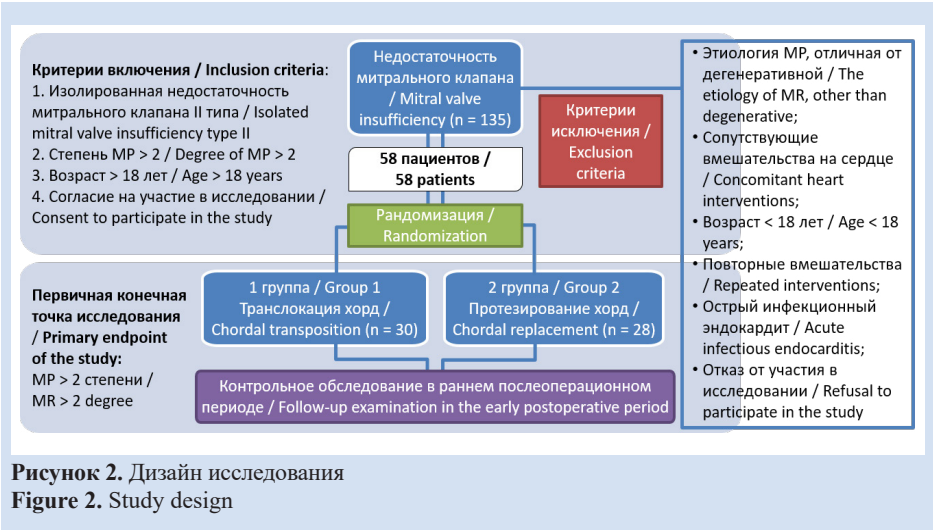 Критерии включения / Inclusion criteria:
1. Изолированная недостаточность
митрального клапана II типа / Isolated
mitral valve insufficiency type II
2. Степень МР > 2 / Degree of MP > 2
3. Возраст > 18 лет / Age > 18 years
4. Согласие на участие в исследовании /
Consent to participate in the study
Недостаточность
митрального клапана
/ Mitral valve
insufficiency (n = 135)
58 пациентов /
58 patients
Рандомизация /
Randomization
Критерии
исключения /
Exclusion
criteria
• Этиология МР, отличная от
дегенеративной / The
etiology of MR, other than
degenerative;
• Сопутствующие
вмешательства на сердце
/ Concomitant heart
interventions;
• Возраст < 18 лет / Age < 18
years;
• Повторные вмешательства
/ Repeated interventions;
• Острый инфекционный
эндокардит / Acute
infectious endocarditis;
• Отказ от участия в
исследовании / Refusal to
participate in the study
Первичная конечная
точка исследования
/ Primary endpoint
of the study:
МР > 2 степени /
MR > 2 degree
1 группа / Group 1
Транслокация хорд
/ Chordal transposition (n = 30)
2 группа / Group 2
Протезирование хорд
/ Chordal replacement (n = 28)
Контрольное обследование в раннем послеоперационном
периоде / Follow-up examination in the early postoperative period
Рисунок 2. Дизайн исследования
Figure 2. Study design